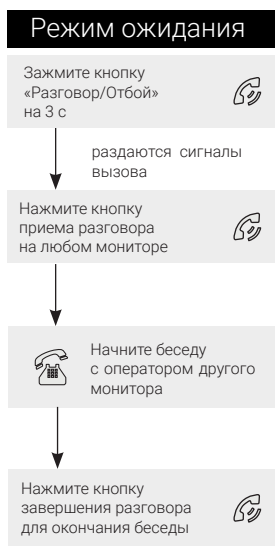 Режим ожидания
Зажмите кнопку
«Разговор/Отбой»
на 3 с
раздаются сигналы
вызова
Нажмите кнопку
приема разговора
на любом мониторе
Начните беседу
с оператором другого
монитора
Нажмите кнопку
завершения разговора
для окончания беседы